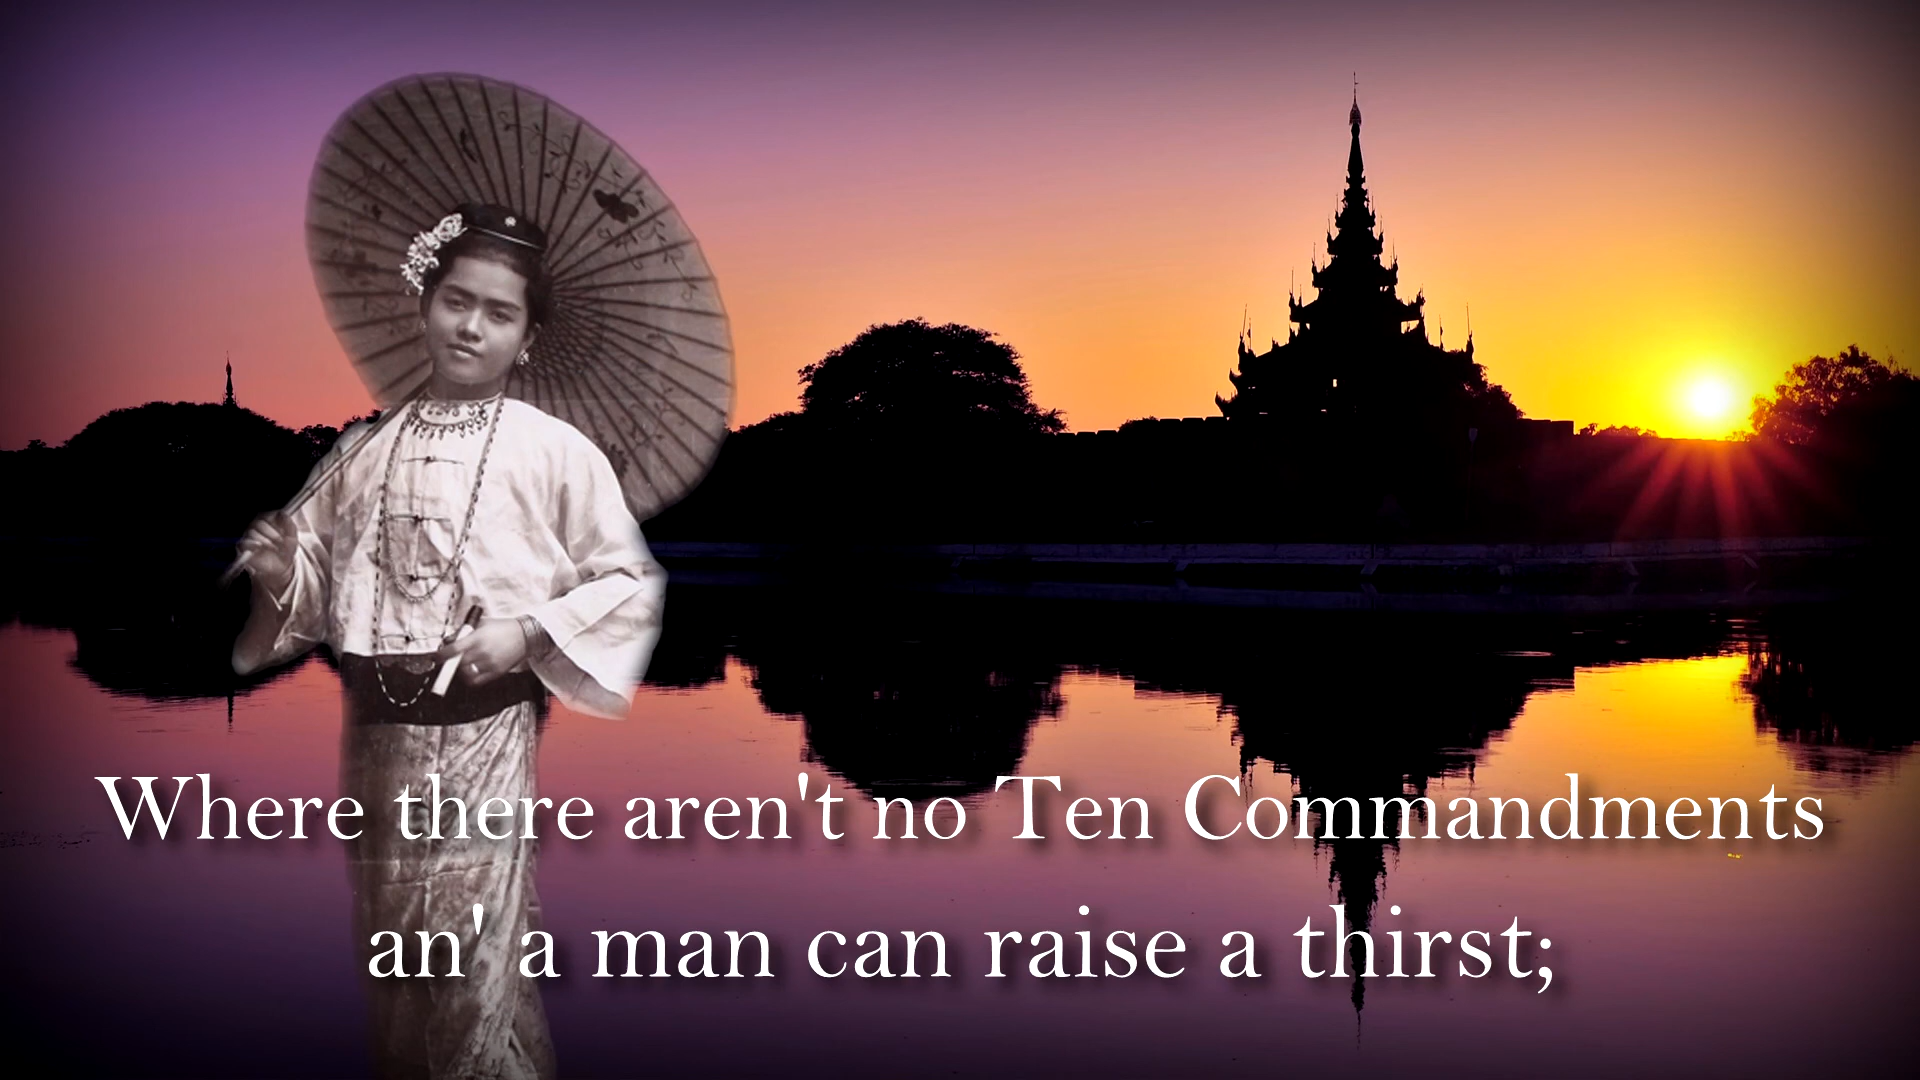 Where there aren't no Ten Commandments
an' a man can raise a thirst;